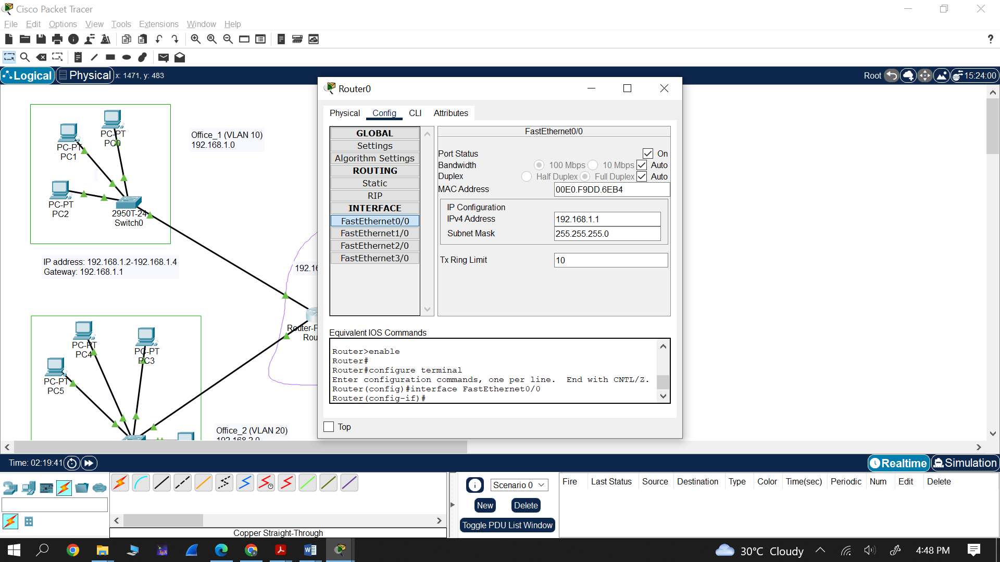 Cisco Packet Tracer
File Edit Options View Tools Extensions Window Help
?
Logical Physical x: 1471, y: 483
Root 15:24:00
PC-PT
PC0
PC-PT
PC1
PC-PT
PC2
2950T-24
Switch0
Office_1 (VLAN 10)
192.168.1.0
IP address: 192.168.1.2-192.168.1.4
Gateway: 192.168.1.1
PC-PT
PC4
PC-PT
PC3
PC-PT
PC5
Office_2 (VLAN 20)
192.168.2.0
192.16
Router-P
Rou
Router0
Physical Config CLI Attributes
GLOBAL
Settings
Algorithm Settings
ROUTING
Static
RIP
INTERFACE
FastEthernet0/0
FastEthernet1/0
FastEthernet2/0
FastEthernet3/0
FastEthernet0/0
Port Status On
Bandwidth 100 Mbps 10 Mbps Auto
Duplex Half Duplex Full Duplex Auto
MAC Address 00E0.F9DD.6EB4
IP Configuration
IPv4 Address 192.168.1.1
Subnet Mask 255.255.255.0
Tx Ring Limit 10
Equivalent IOS Commands
Router>enable
Router#
Router#configure terminal
Enter configuration commands, one per line. End with CNTL/Z.
Router(config)#interface FastEthernet0/0
Router(config-if)#
Top
Time: 02:19:41
Realtime Simulation
Scenario 0
New Delete
Toggle PDU List Window
Fire Last Status Source Destination Type Color Time(sec) Periodic Num Edit Delete
Copper Straight-Through
30°C Cloudy
4:48 PM